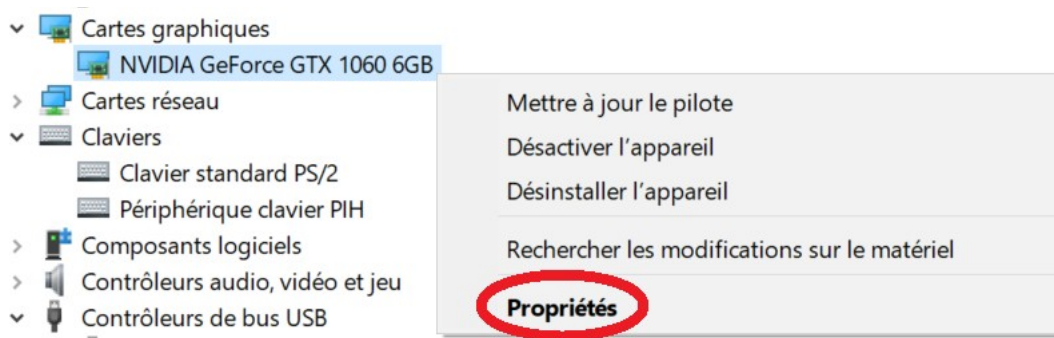 Cartes graphiques
NVIDIA GeForce GTX 1060 6GB
Cartes réseau
Claviers
Clavier standard PS/2
Périphérique clavier PIH
Composants logiciels
Contrôleurs audio, vidéo et jeu
Contrôleurs de bus USB
Mettre à jour le pilote
Désactiver l'appareil
Désinstaller l'appareil
Rechercher les modifications sur le matériel
Propriétés